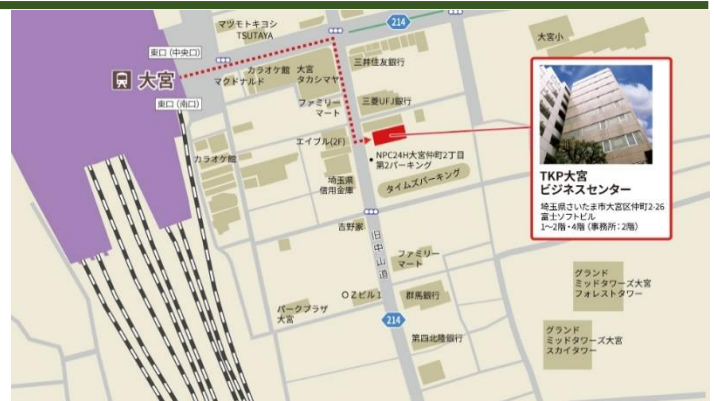 マツモトキヨシ
TSUTAYA
214
大宮小
東口(中央口)
大宮
カラオケ館
マクドナルド
大宮
タカシマヤ
三井住友銀行
東口(南口)
ファミリー
マート
三菱UFJ銀行
カラオケ館
エイブル(2F)
NPC24H大宮仲町2丁目
第2パーキング
埼玉県
信用金庫
タイムズパーキング
TKP大宮
ビジネスセンター
埼玉県さいたま市大宮区仲町2-26
富士ソフトビル
1~2階・4階(事務所:2階)
吉野家
旧中山道
ファミリー
マート
パークプラザ
大宮
OZビル1
群馬銀行
214
第四北陸銀行
グランド
ミッドタワーズ大宮
フォレストタワー
グランド
ミッドタワーズ大宮
スカイタワー